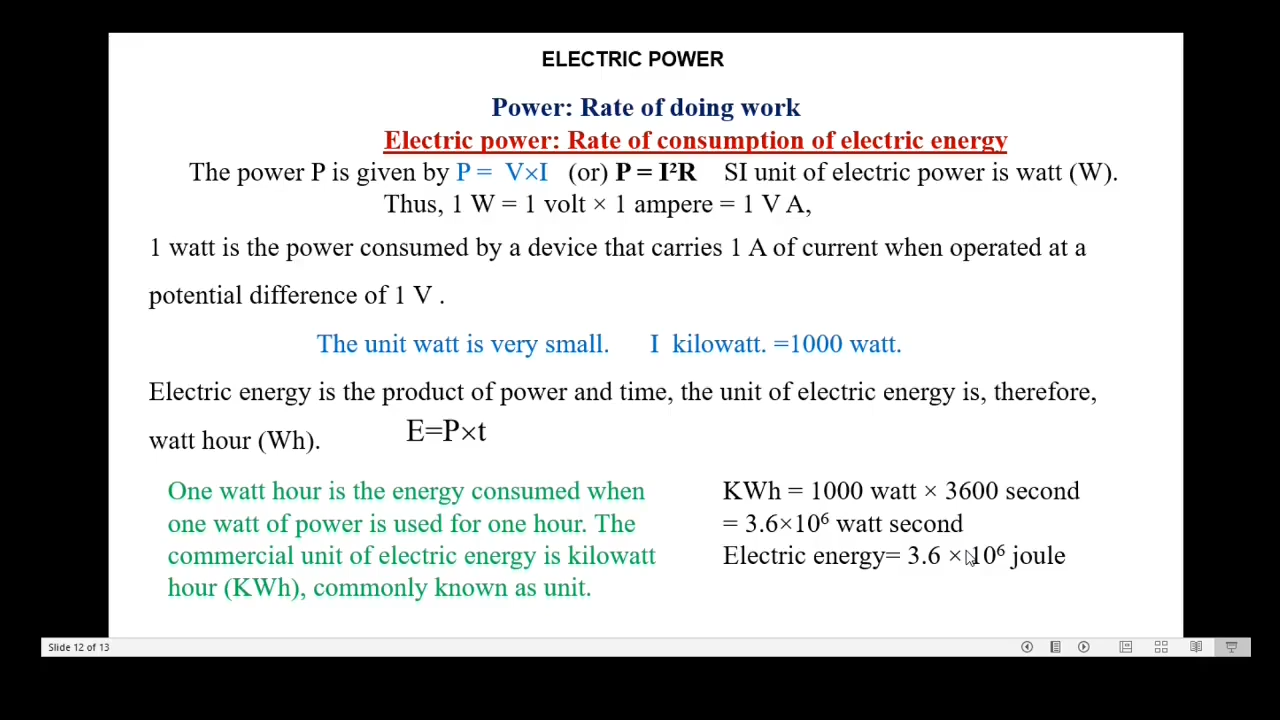 ELECTRIC POWER
Power: Rate of doing work
Electric power: Rate of consumption of electric energy
The power P is given by P = V×I (or) P = I²R SI unit of electric power is watt (W).
Thus, 1 W = 1 volt × 1 ampere = 1 V A,
1 watt is the power consumed by a device that carries 1 A of current when operated at a
potential difference of 1 V .
The unit watt is very small. I kilowatt. =1000 watt.
Electric energy is the product of power and time, the unit of electric energy is, therefore,
watt hour (Wh). E=P×t
One watt hour is the energy consumed when
one watt of power is used for one hour. The
commercial unit of electric energy is kilowatt
hour (KWh), commonly known as unit.
KWh = 1000 watt × 3600 second
= 3.6×10⁶ watt second
Electric energy= 3.6 × 10⁶ joule
Slide 12 of 13